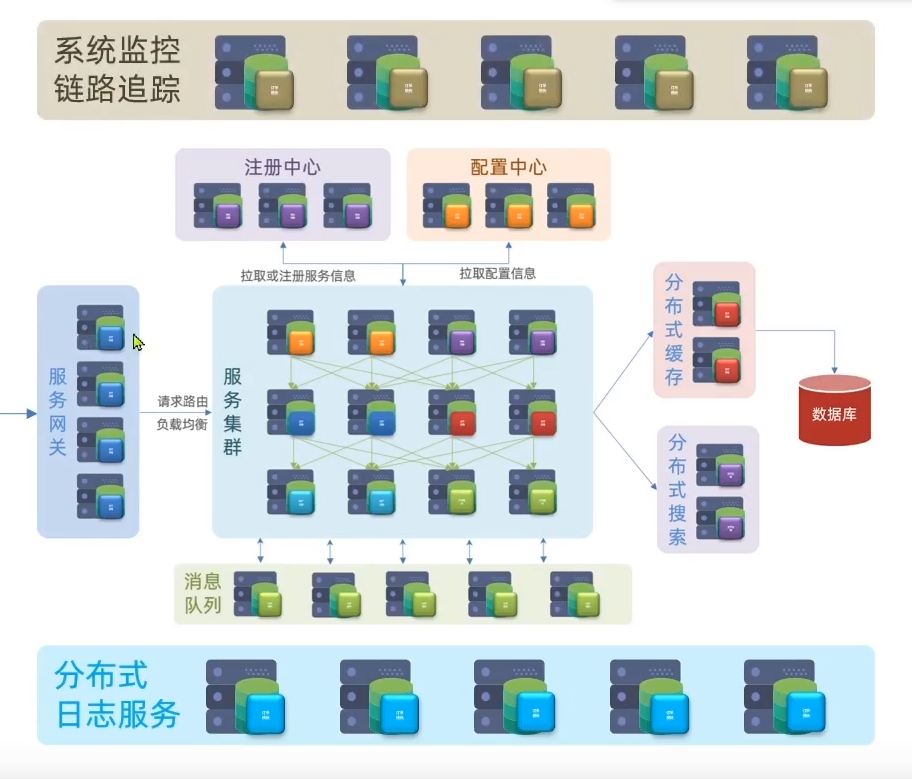 系统监控
链路追踪
注册中心
配置中心
拉取或注册服务信息
拉取配置信息
服务网关
请求路由
负载均衡
服务集群
分布式缓存
数据库
分布式搜索
消息
队列
分布式
日志服务